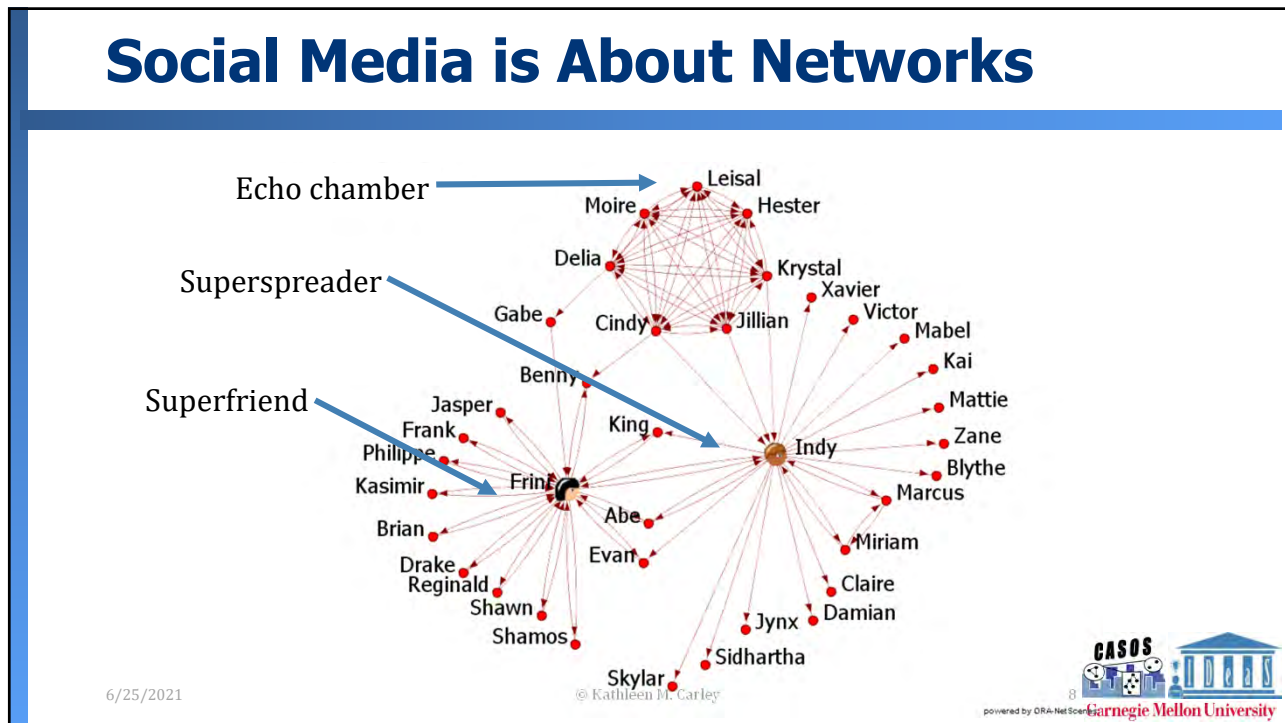 Social Media is About Networks
Echo chamber
Leisal
Moire
Hester
Delia
Krystal
Superspreader
Xavier
Gabe
Cindy
Jillian
Victor
Mabel
Kai
Benny
Superfriend
Jasper
King
Mattie
Frank
Zane
Philippe
Indy
Blythe
Kasimir
Frint
Marcus
Abe
Brian
Miriam
Evan
Drake
Reginald
Claire
Shawn
Damian
Jynx
Shamos
Sidhartha
Skylar
CASOS
IDeaS
6/25/2021
© Kathleen M. Carley
8
powered by ORA-NetScenes
Carnegie Mellon University